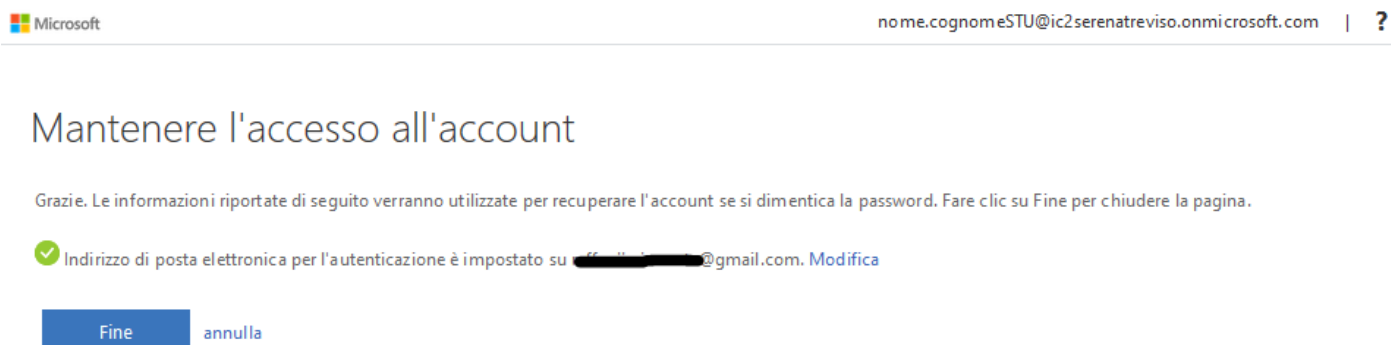 Microsoft
nome.cognomeSTU@ic2serenatreviso.onmicrosoft.com | ?
Mantenere l'accesso all'account
Grazie. Le informazioni riportate di seguito verranno utilizzate per recuperare l'account se si dimentica la password. Fare clic su Fine per chiudere la pagina.
Indirizzo di posta elettronica per l'autenticazione è impostato su @gmail.com. Modifica
Fine annulla